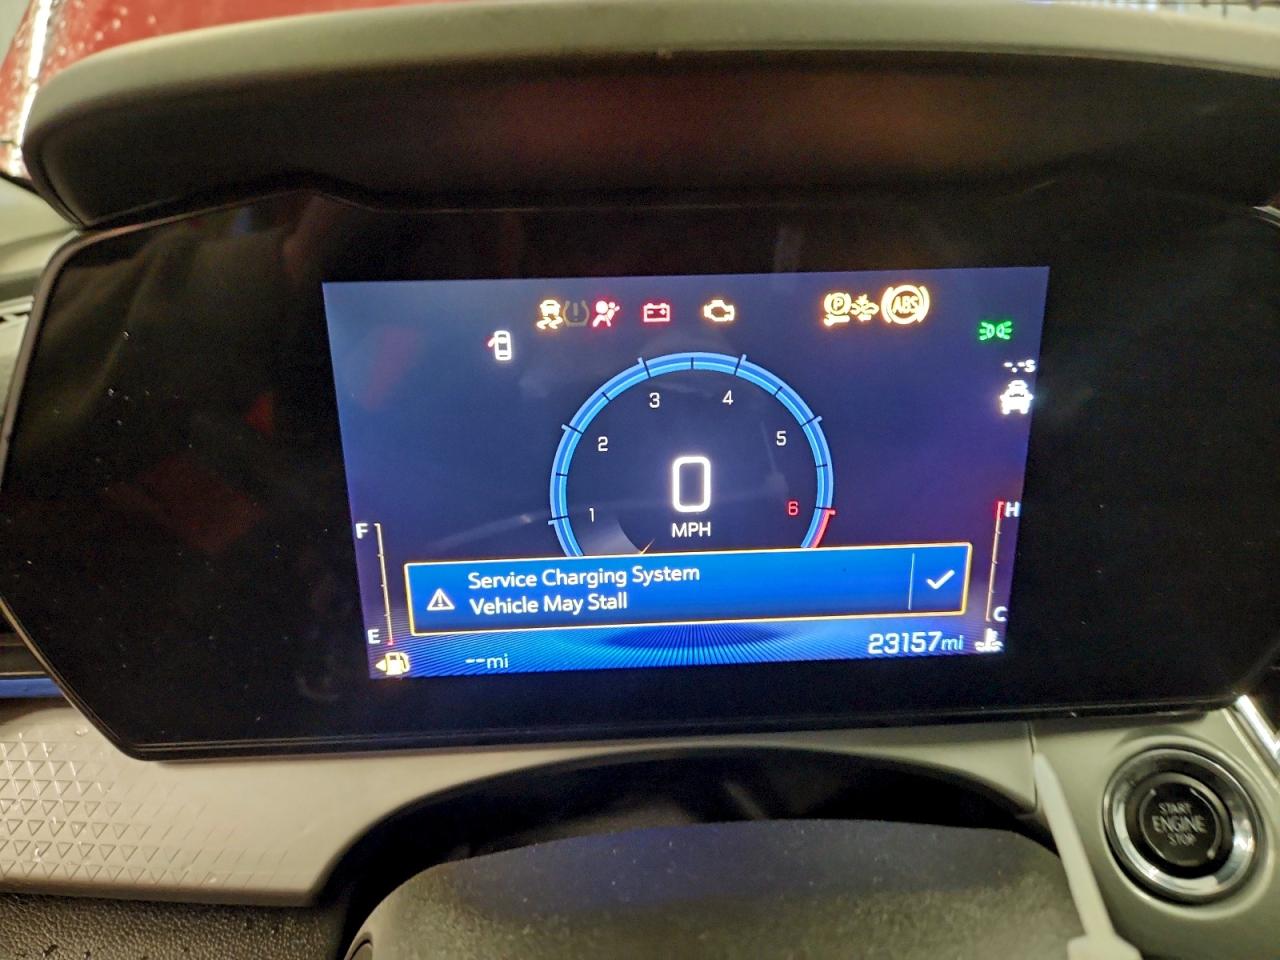 P
ABS
-.-s
3
4
2
5
1
0
6
MPH
F
H
Service Charging System
Vehicle May Stall
E
C
--mi
23157mi
START
ENGINE
STOP